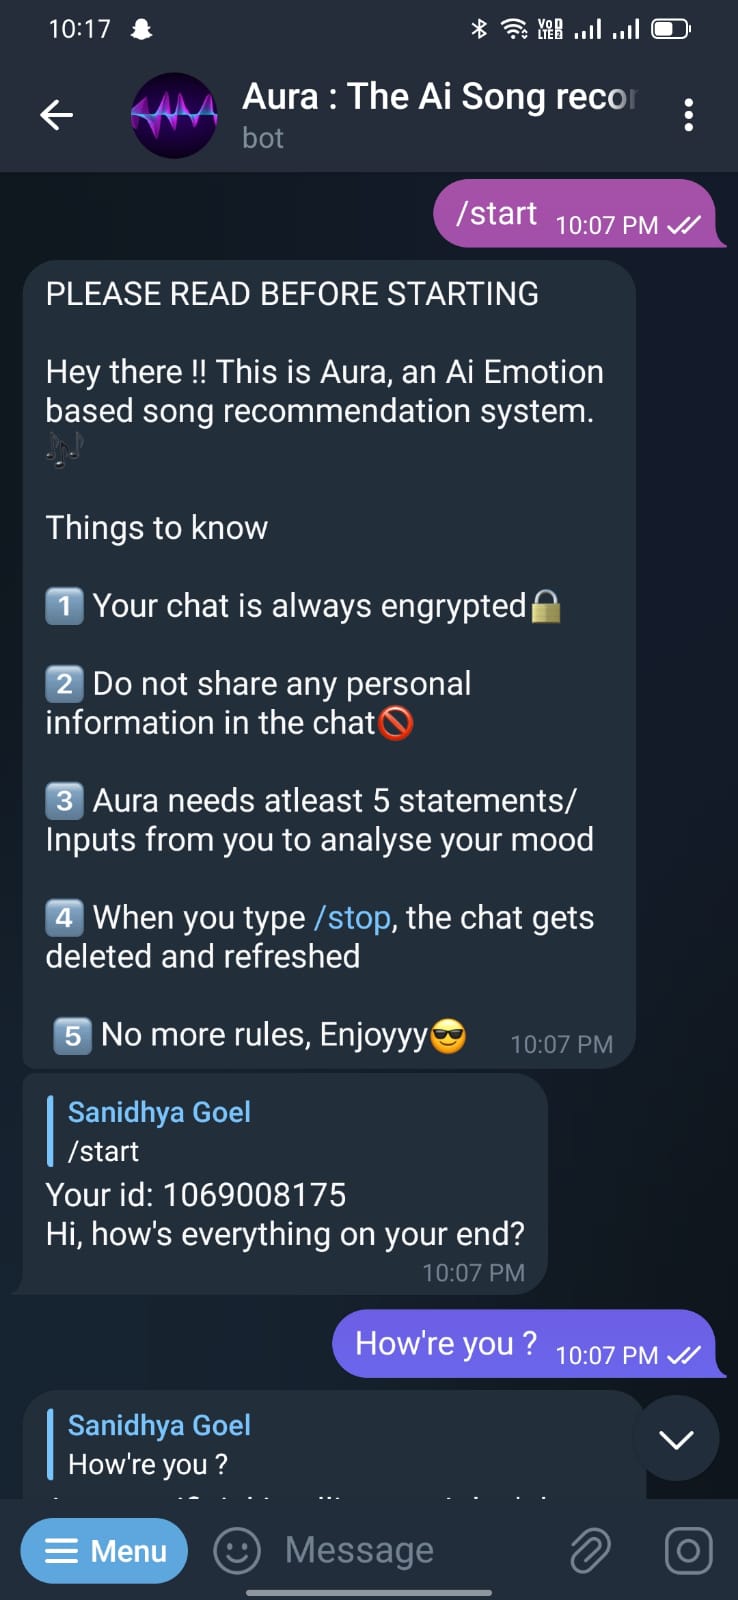 10:17
VoD LTE2
Aura : The Ai Song recor
bot
/start 10:07 PM
PLEASE READ BEFORE STARTING
Hey there !! This is Aura, an Ai Emotion
based song recommendation system.
Things to know
1 Your chat is always engrypted
2 Do not share any personal
information in the chat
3 Aura needs atleast 5 statements/
Inputs from you to analyse your mood
4 When you type /stop, the chat gets
deleted and refreshed
5 No more rules, Enjoyyy 10:07 PM
Sanidhya Goel
/start
Your id: 1069008175
Hi, how's everything on your end?
10:07 PM
How're you ? 10:07 PM
Sanidhya Goel
How're you ?
Menu Message